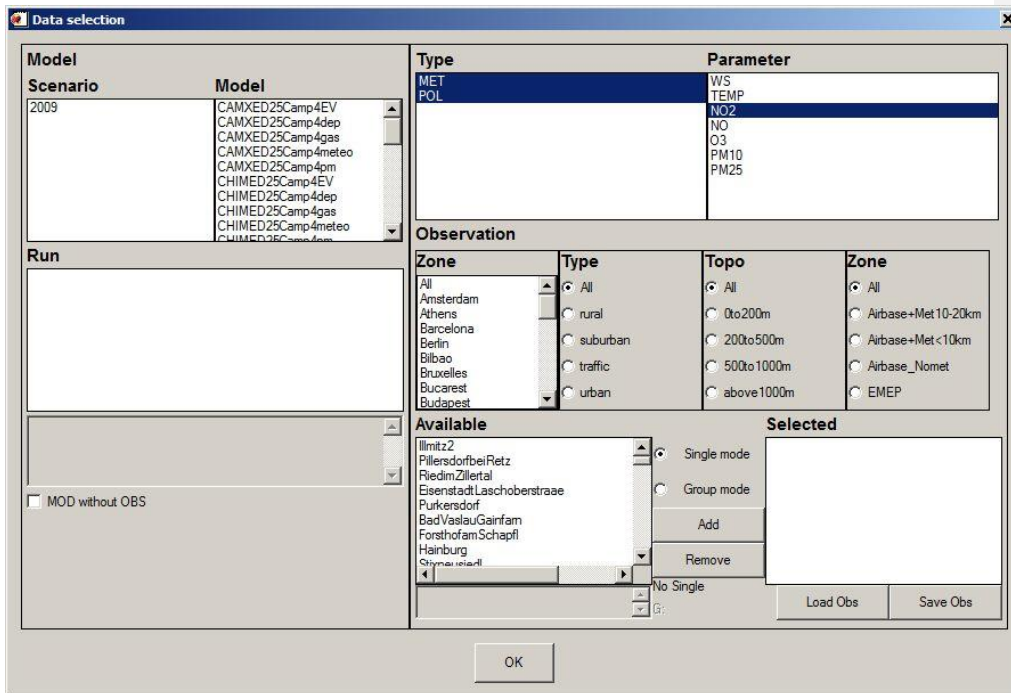 Data selection
Model
Scenario
Model
2009
CAMXED25Camp4EV
CAMXED25Camp4dep
CAMXED25Camp4gas
CAMXED25Camp4meteo
CAMXED25Camp4pm
CHIMED25Camp4EV
CHIMED25Camp4dep
CHIMED25Camp4gas
CHIMED25Camp4meteo
CHIMED25Camp4pm
Run
MOD without OBS
Type
Parameter
MET
POL
WS
TEMP
NO2
NO
O3
PM10
PM25
Observation
Zone
All
Amsterdam
Athens
Barcelona
Berlin
Bilbao
Bruxelles
Bucarest
Budapest
Type
All
rural
suburban
traffic
urban
Topo
All
0to200m
200to500m
500to1000m
above1000m
Zone
All
Airbase+Met10-20km
Airbase+Met<10km
Airbase_Nomet
EMEP
Available
Illmitz2
PillersdorfbeiRetz
RiedimZillertal
EisenstadtLaschoberstraae
Purkersdorf
BadVaslauGainfarn
ForsthofamSchapfl
Hainburg
Stixneusiedl
Single mode
Group mode
Add
Remove
No Single
G:
Selected
Load Obs
Save Obs
OK